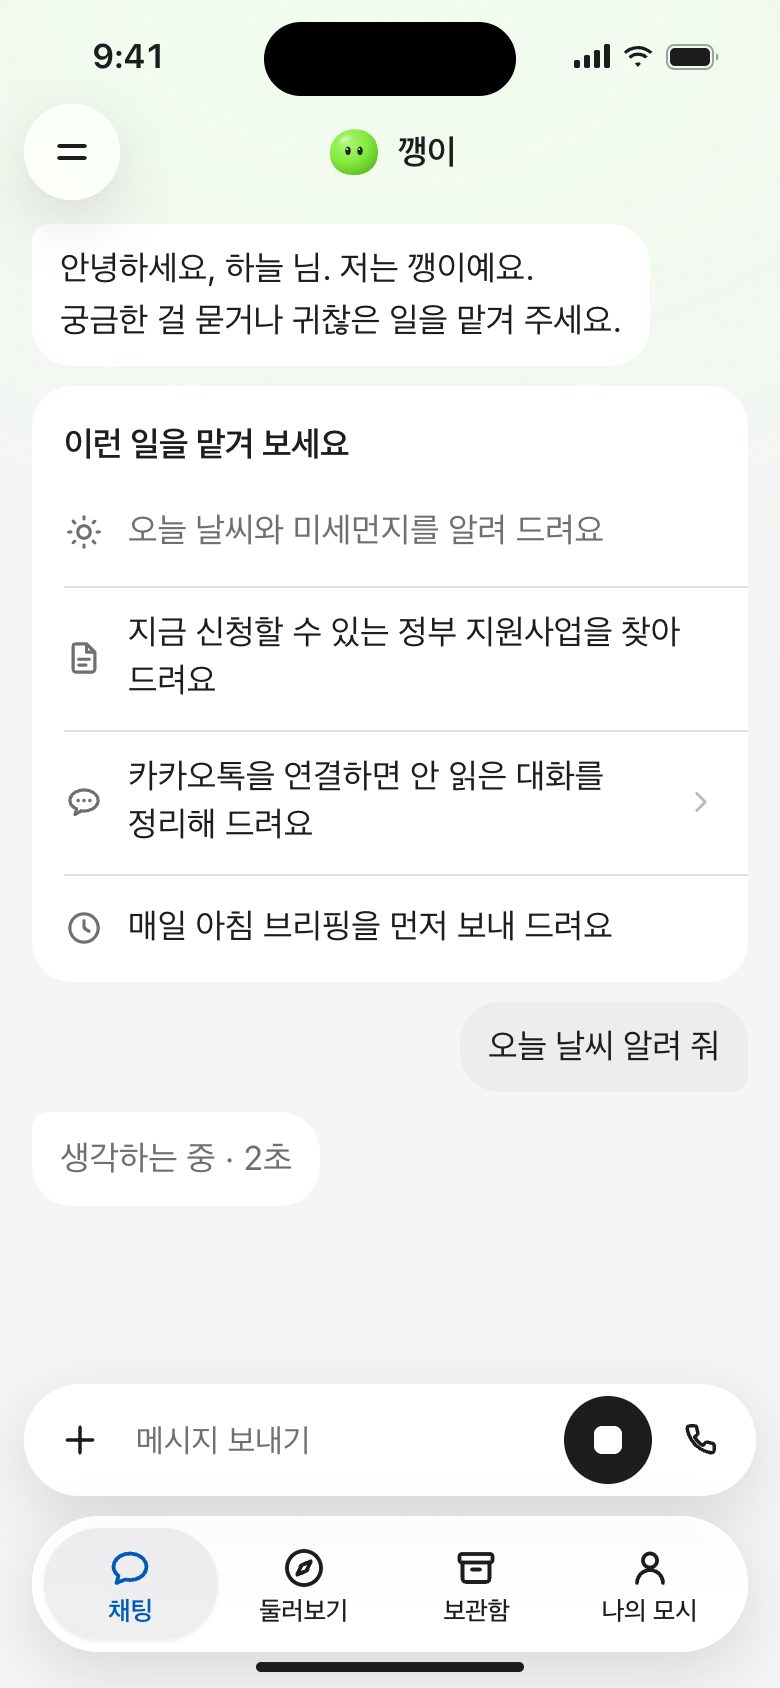 9:41
깽이
안녕하세요, 하늘 님. 저는 깽이예요.
궁금한 걸 묻거나 귀찮은 일을 맡겨 주세요.
이런 일을 맡겨 보세요
오늘 날씨와 미세먼지를 알려 드려요
지금 신청할 수 있는 정부 지원사업을 찾아
드려요
카카오톡을 연결하면 안 읽은 대화를
정리해 드려요
매일 아침 브리핑을 먼저 보내 드려요
오늘 날씨 알려 줘
생각하는 중 · 2초
메시지 보내기
채팅
둘러보기
보관함
나의 모시